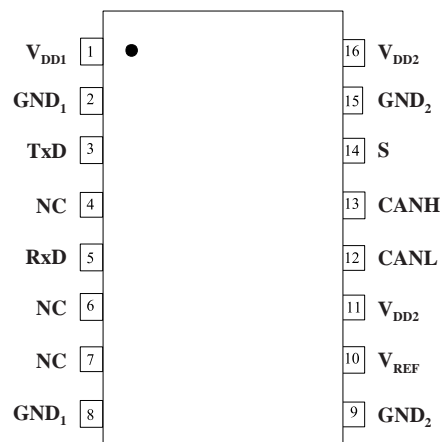 V_DD1 1 16 V_DD2
GND_1 2 15 GND_2
TxD 3 14 S
NC 4 13 CANH
RxD 5 12 CANL
NC 6 11 V_DD2
NC 7 10 V_REF
GND_1 8 9 GND_2